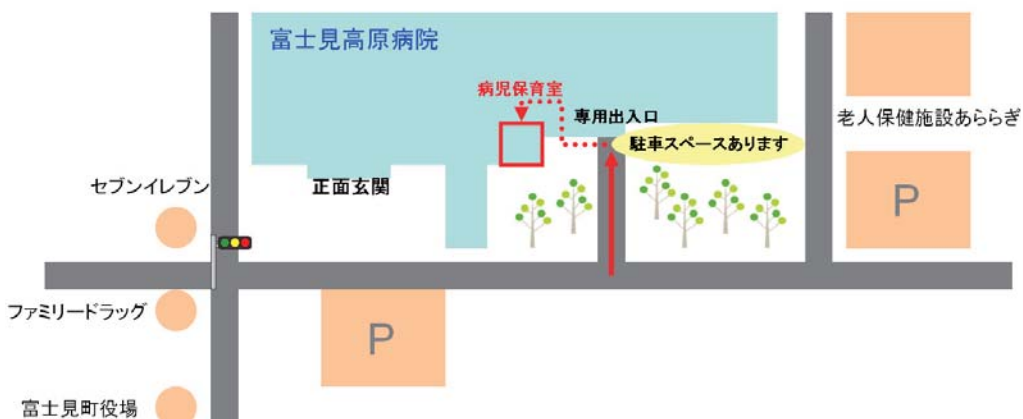 富士見高原病院
病児保育室
専用出入口
駐車スペースあります
老人保健施設あららぎ
セブンイレブン
正面玄関
P
ファミリードラッグ
P
富士見町役場